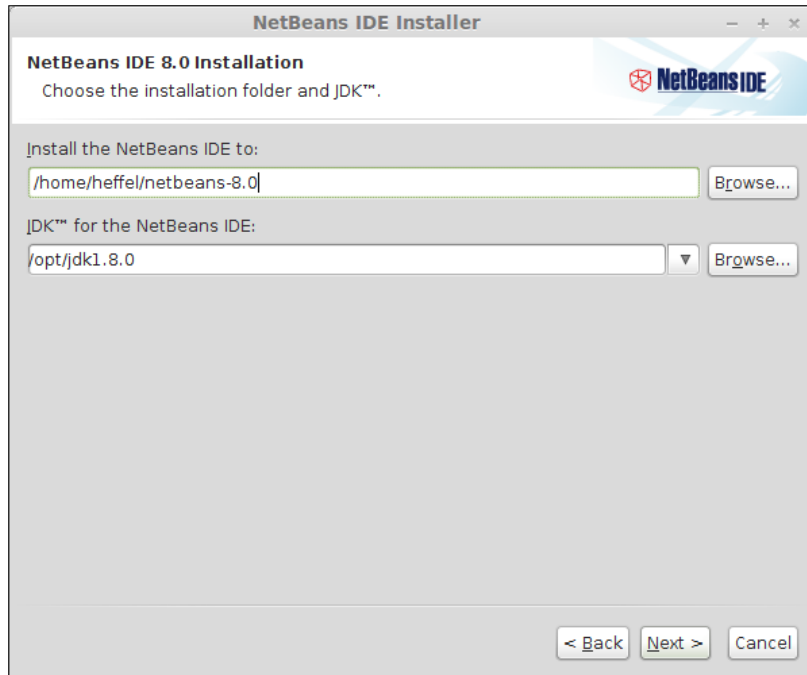 NetBeans IDE Installer
NetBeans IDE 8.0 Installation
Choose the installation folder and JDK™.
NetBeans IDE
Install the NetBeans IDE to:
/home/heffel/netbeans-8.0
Browse...
JDK™ for the NetBeans IDE:
/opt/jdk1.8.0
Browse...
< Back
Next >
Cancel